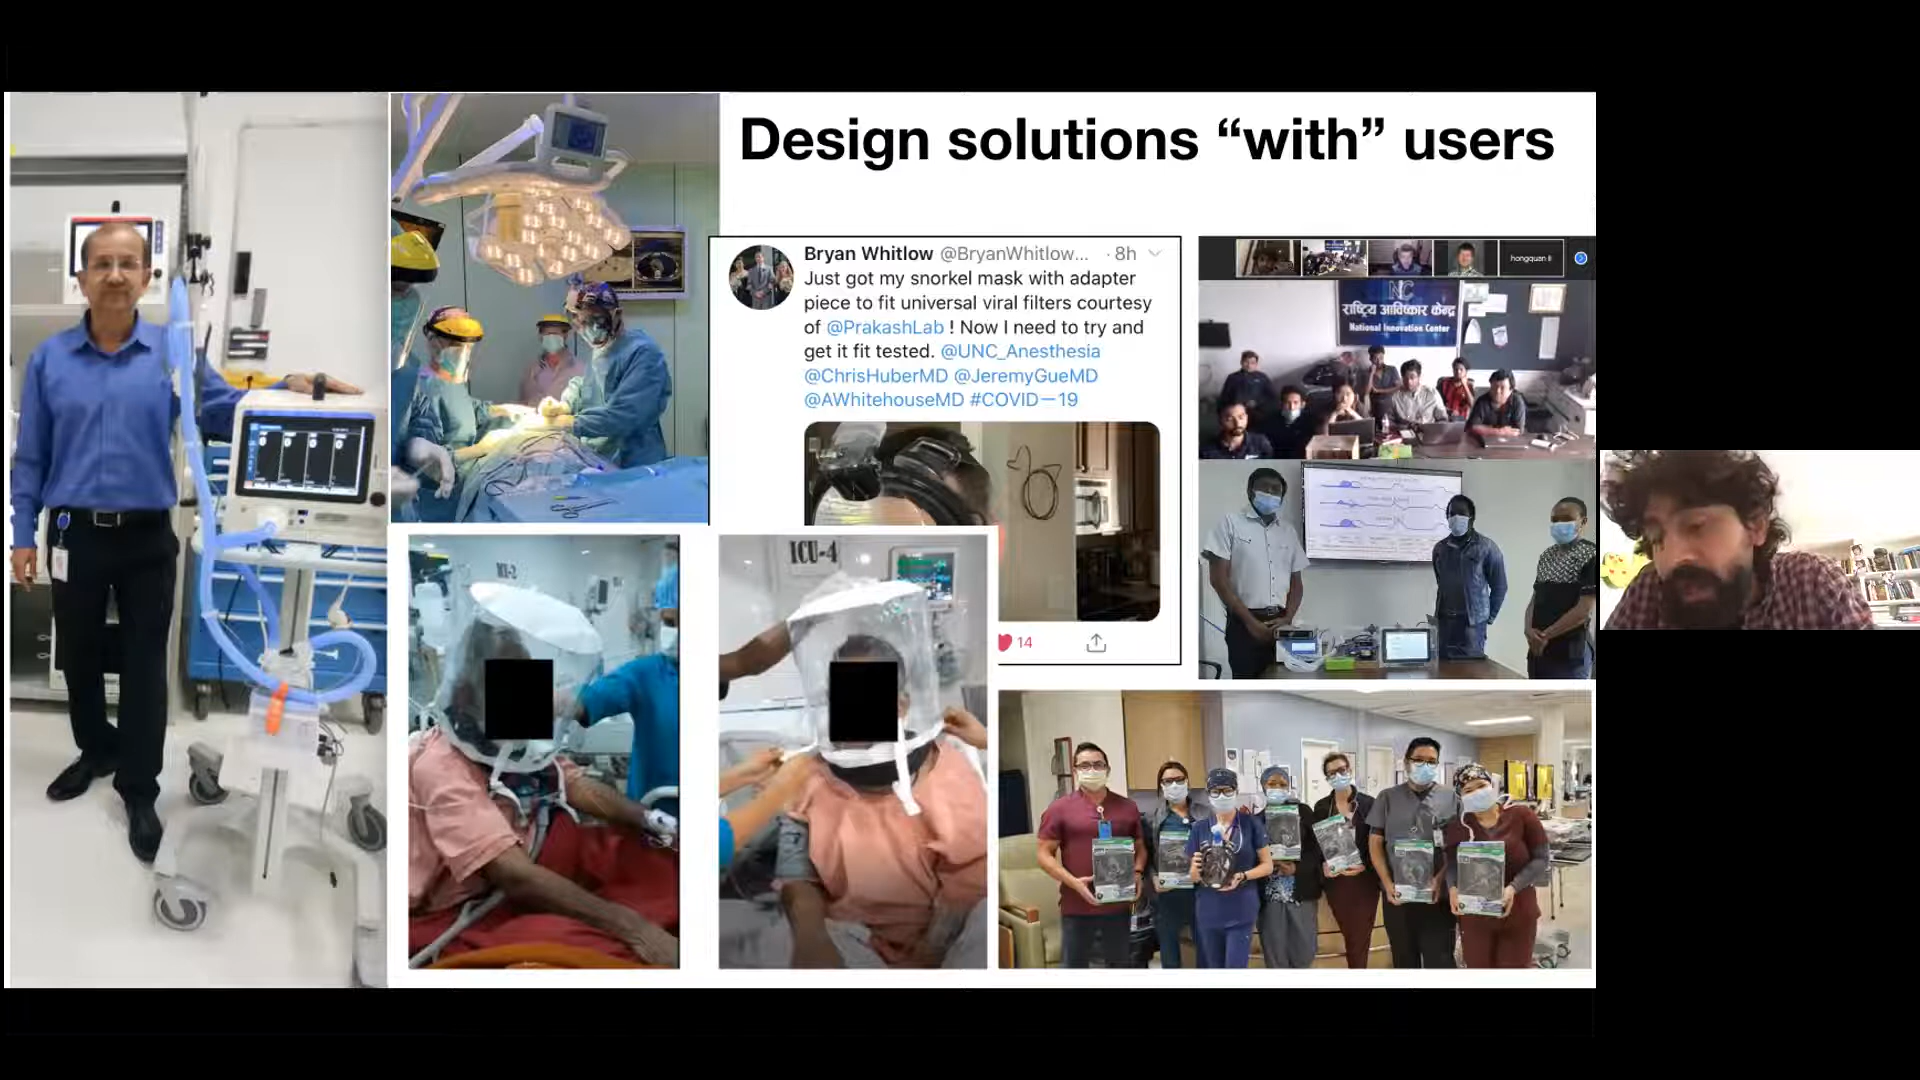 Design solutions “with” users
Bryan Whitlow @BryanWhitlow... · 8h
Just got my snorkel mask with adapter
piece to fit universal viral filters courtesy
of @PrakashLab ! Now I need to try and
get it fit tested. @UNC_Anesthesia
@ChrisHuberMD @JeremyGueMD
@AWhitehouseMD #COVID—19
14
hongquan li
NC
राष्ट्रिय आविष्कार केन्द्र
National Innovation Center
ICU-4